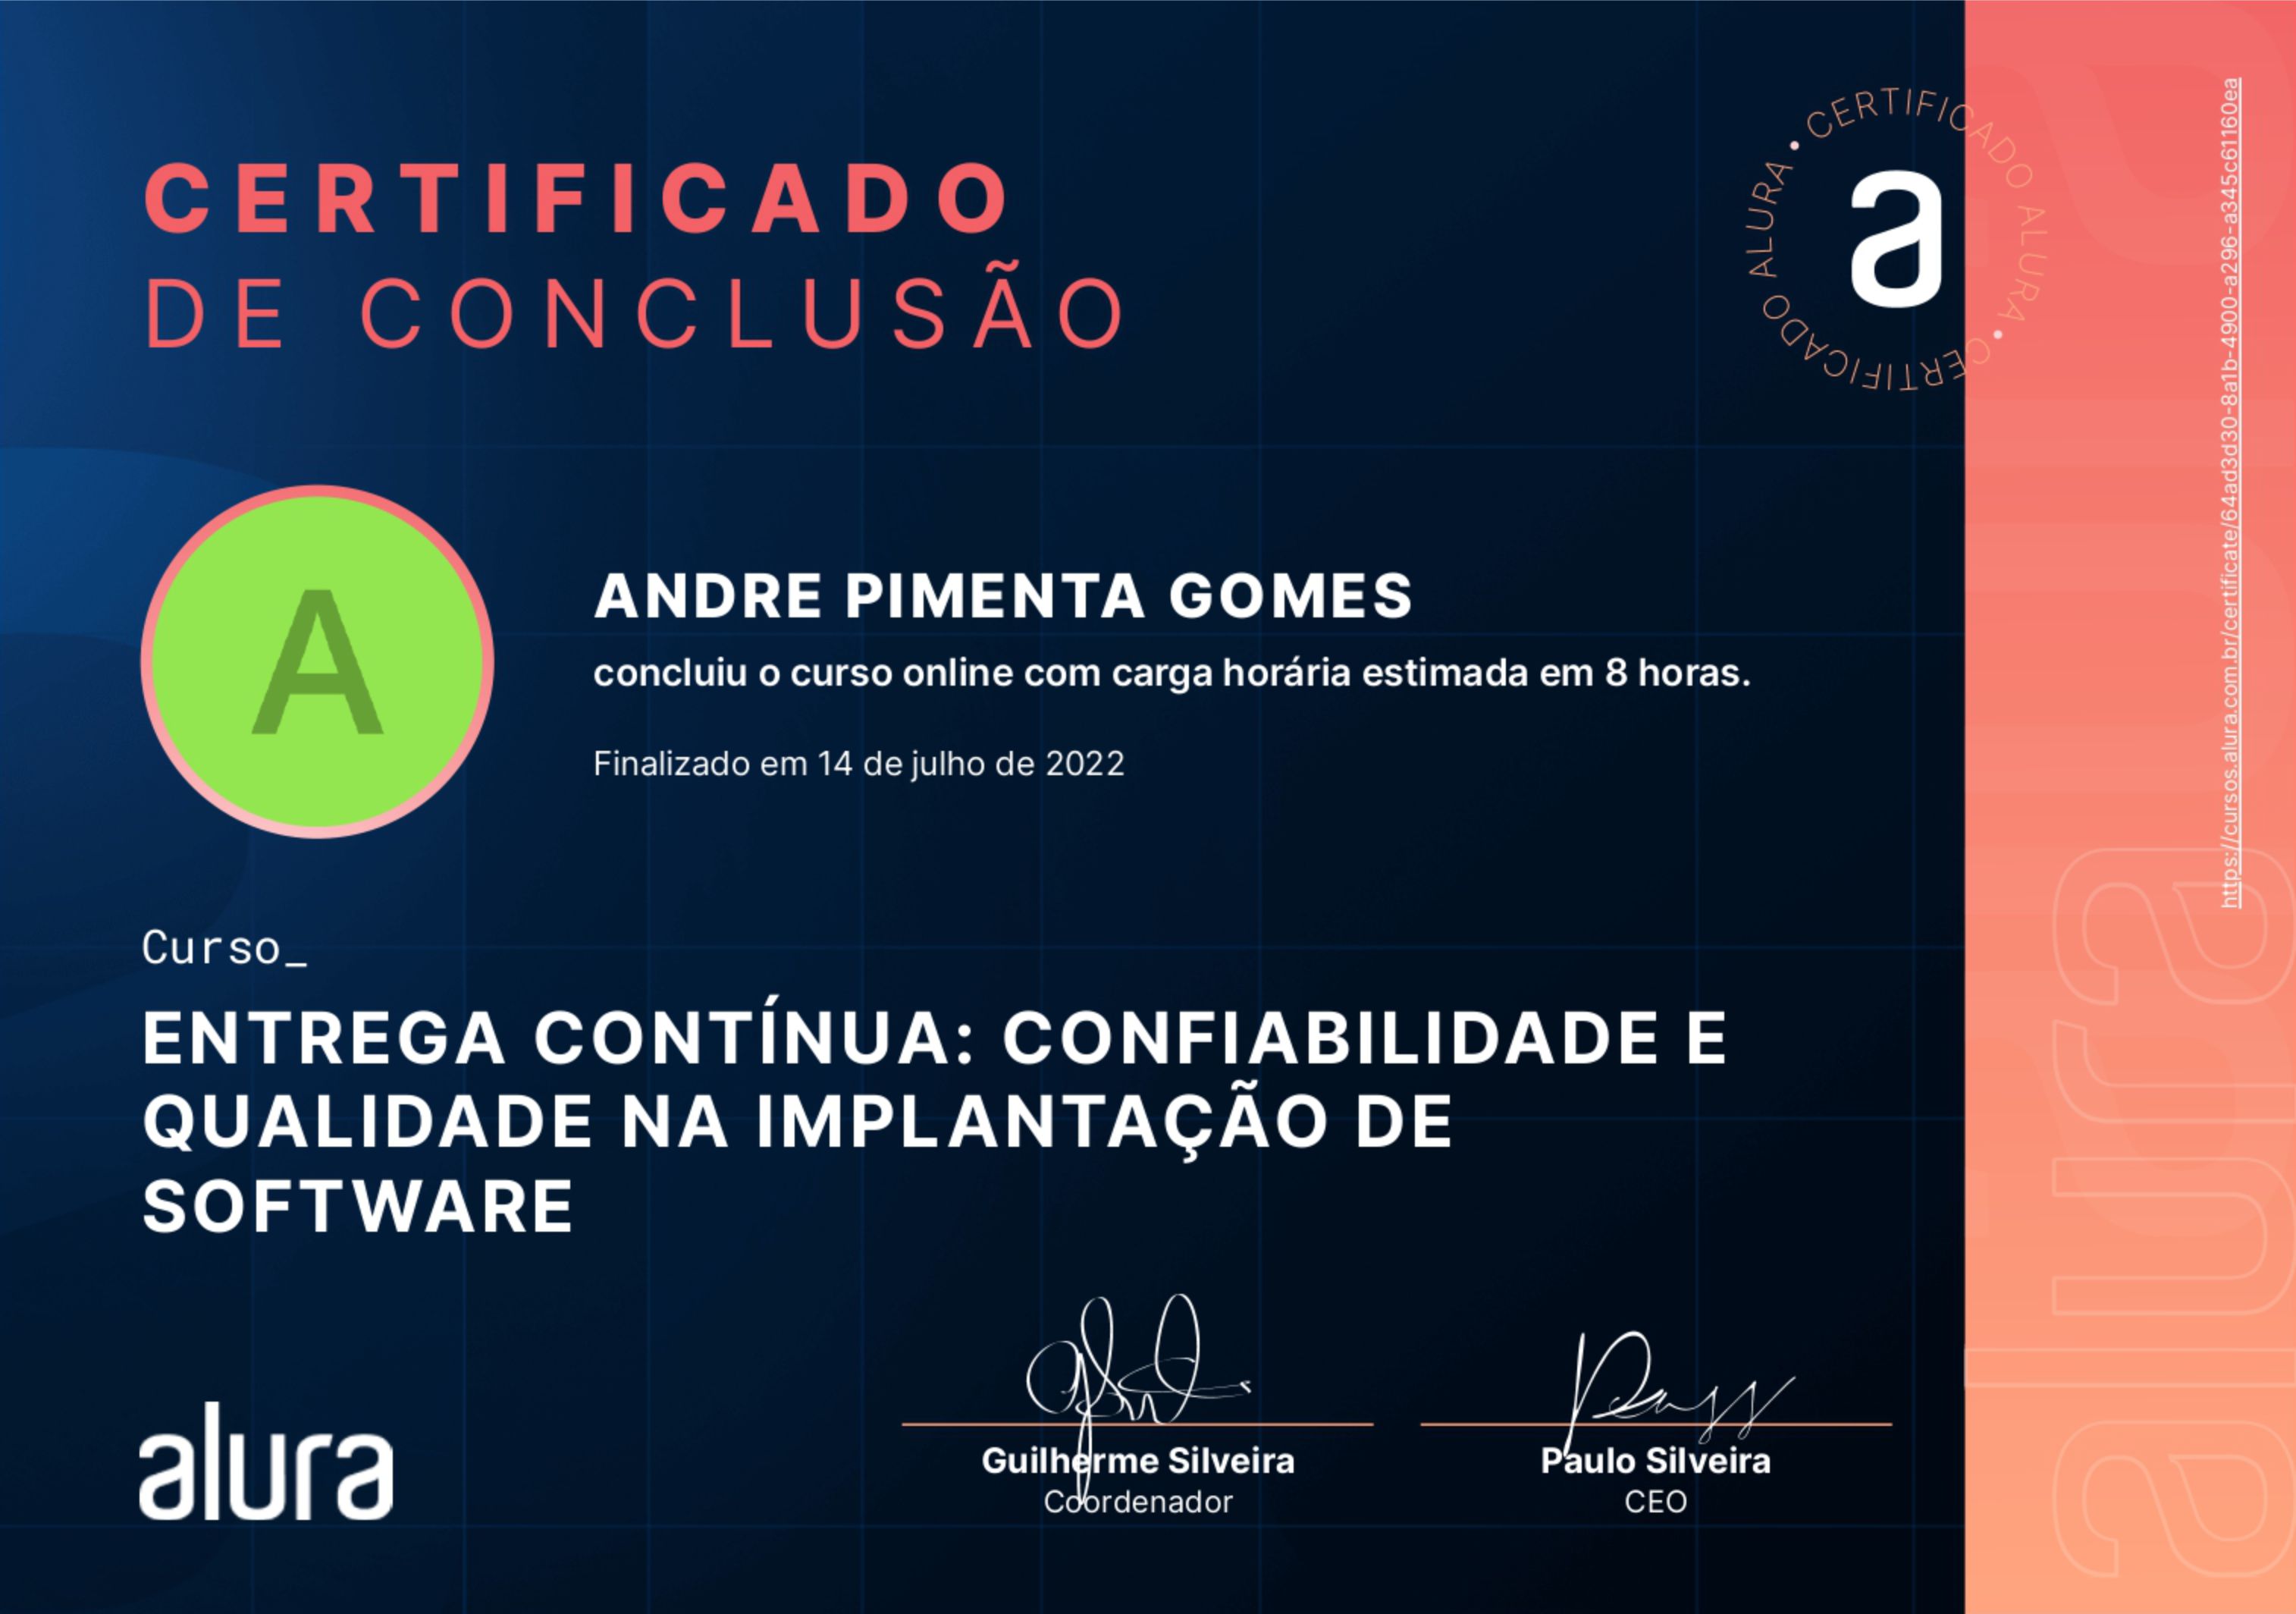 CERTIFICADO
DE CONCLUSÃO
CERTIFICADO ALURA • CERTIFICADO ALURA •
a
A
ANDRE PIMENTA GOMES
concluiu o curso online com carga horária estimada em 8 horas.
Finalizado em 14 de julho de 2022
Curso_
ENTREGA CONTÍNUA: CONFIABILIDADE E
QUALIDADE NA IMPLANTAÇÃO DE
SOFTWARE
alura
Guilherme Silveira
Coordenador
Paulo Silveira
CEO
https://cursos.alura.com.br/certificate/64ad3d30-8a1b-4900-a296-a345c61160ea
alura